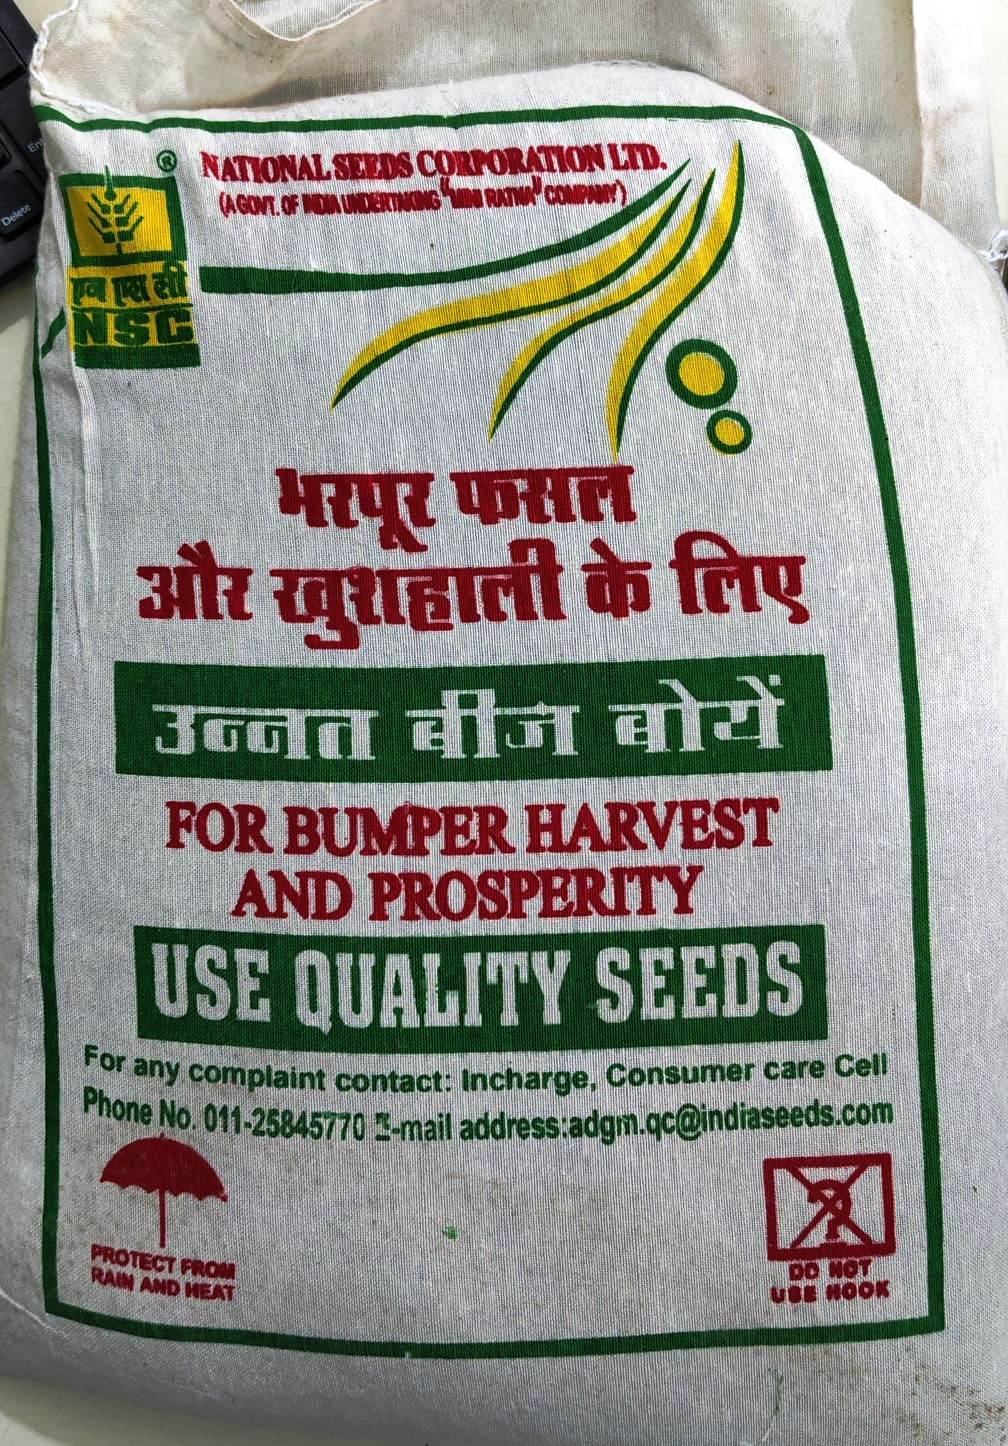 ®
NATIONAL SEEDS CORPORATION LTD.
(A GOVT. OF INDIA UNDERTAKING "MINI RATNA" COMPANY)
एन एस सी
NSC
भरपूर फसल
और खुशहाली के लिए
उन्नत बीज बोयें
FOR BUMPER HARVEST
AND PROSPERITY
USE QUALITY SEEDS
For any complaint contact: Incharge, Consumer care Cell
Phone No. 011-25845770 E-mail address:adgm.qc@indiaseeds.com
PROTECT FROM
RAIN AND HEAT
DO NOT
USE HOOK
Delete